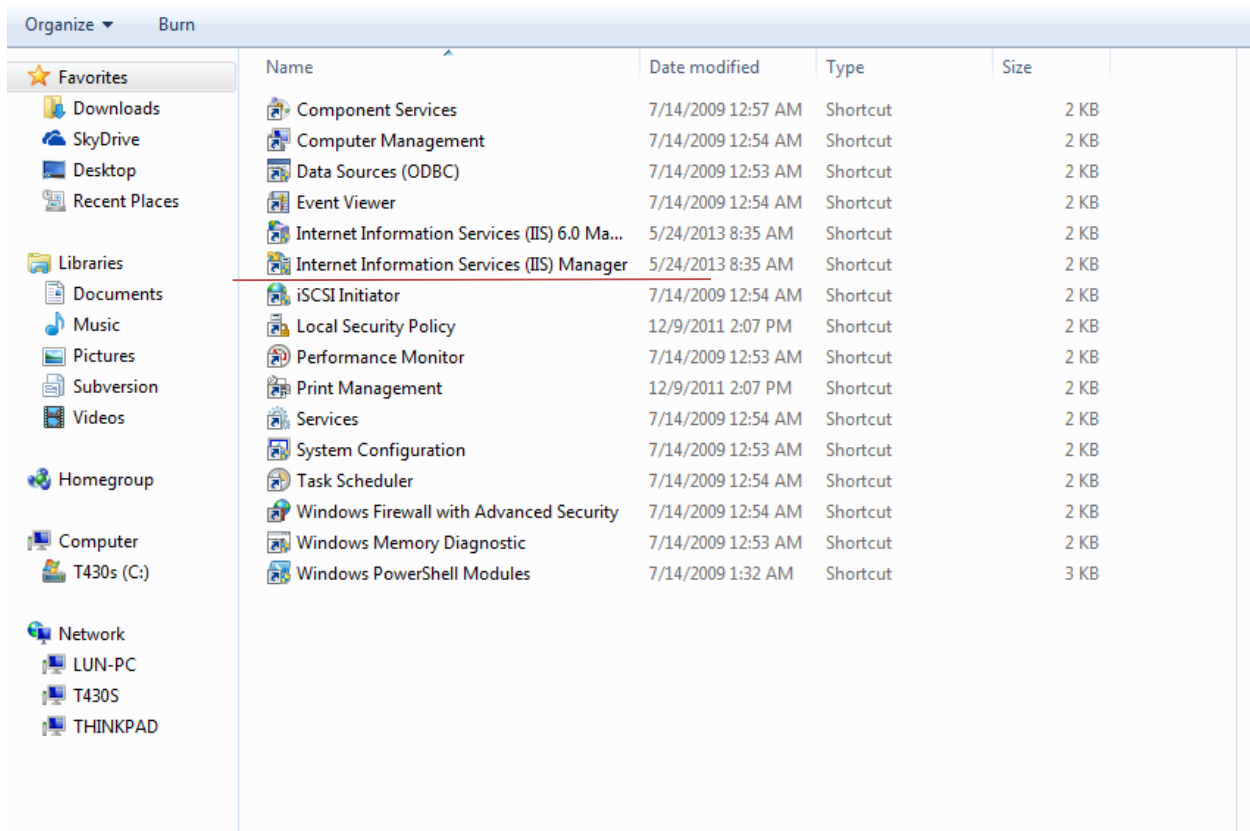 Organize Burn
Name Date modified Type Size
Favorites
Downloads
SkyDrive
Desktop
Recent Places
Libraries
Documents
Music
Pictures
Subversion
Videos
Homegroup
Computer
T430s (C:)
Network
LUN-PC
T430S
THINKPAD
Component Services 7/14/2009 12:57 AM Shortcut 2 KB
Computer Management 7/14/2009 12:54 AM Shortcut 2 KB
Data Sources (ODBC) 7/14/2009 12:53 AM Shortcut 2 KB
Event Viewer 7/14/2009 12:54 AM Shortcut 2 KB
Internet Information Services (IIS) 6.0 Ma... 5/24/2013 8:35 AM Shortcut 2 KB
Internet Information Services (IIS) Manager 5/24/2013 8:35 AM Shortcut 2 KB
iSCSI Initiator 7/14/2009 12:54 AM Shortcut 2 KB
Local Security Policy 12/9/2011 2:07 PM Shortcut 2 KB
Performance Monitor 7/14/2009 12:53 AM Shortcut 2 KB
Print Management 12/9/2011 2:07 PM Shortcut 2 KB
Services 7/14/2009 12:54 AM Shortcut 2 KB
System Configuration 7/14/2009 12:53 AM Shortcut 2 KB
Task Scheduler 7/14/2009 12:54 AM Shortcut 2 KB
Windows Firewall with Advanced Security 7/14/2009 12:54 AM Shortcut 2 KB
Windows Memory Diagnostic 7/14/2009 12:53 AM Shortcut 2 KB
Windows PowerShell Modules 7/14/2009 1:32 AM Shortcut 3 KB